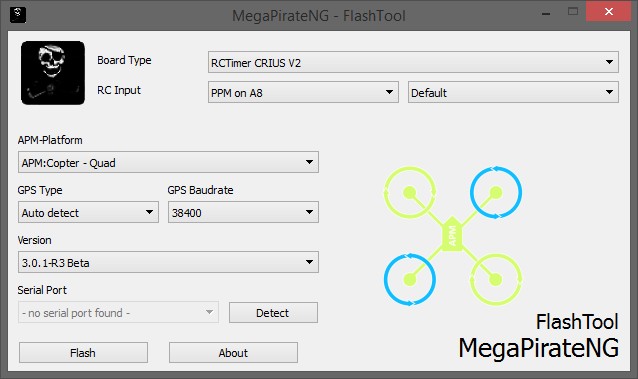 MegaPirateNG - FlashTool
Board Type
RCTimer CRIUS V2
RC Input
PPM on A8
Default
APM-Platform
APM:Copter - Quad
GPS Type
GPS Baudrate
Auto detect
38400
Version
3.0.1-R3 Beta
Serial Port
- no serial port found -
Detect
Flash
About
APM
FlashTool
MegaPirateNG